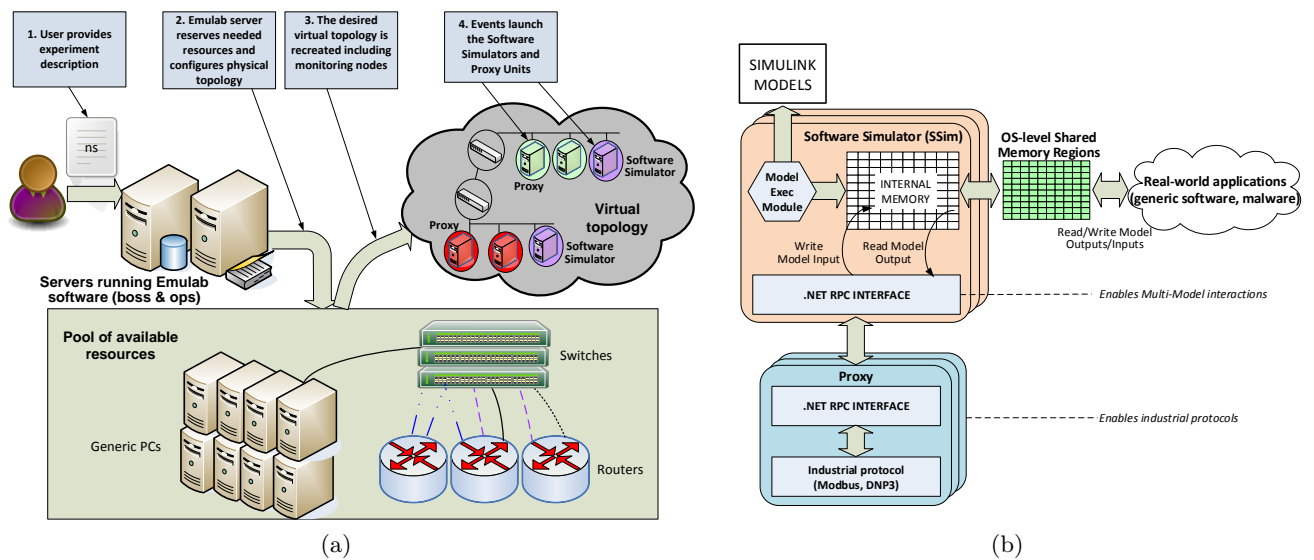 1. User provides
experiment
description
2. Emulab server
reserves needed
resources and
configures physical
topology
3. The desired
virtual topology is
recreated including
monitoring nodes
4. Events launch
the Software
Simulators and
Proxy Units
ns
Proxy
Software
Simulator
Virtual
topology
Proxy
Software
Simulator
Servers running Emulab
software (boss & ops)
Pool of available
resources
Switches
Generic PCs
Routers
(a)
SIMULINK
MODELS
Software Simulator (SSim)
Model
Exec
Module
INTERNAL
MEMORY
OS-level Shared
Memory Regions
Real-world applications
(generic software, malware)
Read/Write Model
Outputs/Inputs
Write
Model Input
Read Model
Output
.NET RPC INTERFACE
Enables Multi-Model interactions
Proxy
.NET RPC INTERFACE
Enables industrial protocols
Industrial protocol
(Modbus, DNP3)
(b)